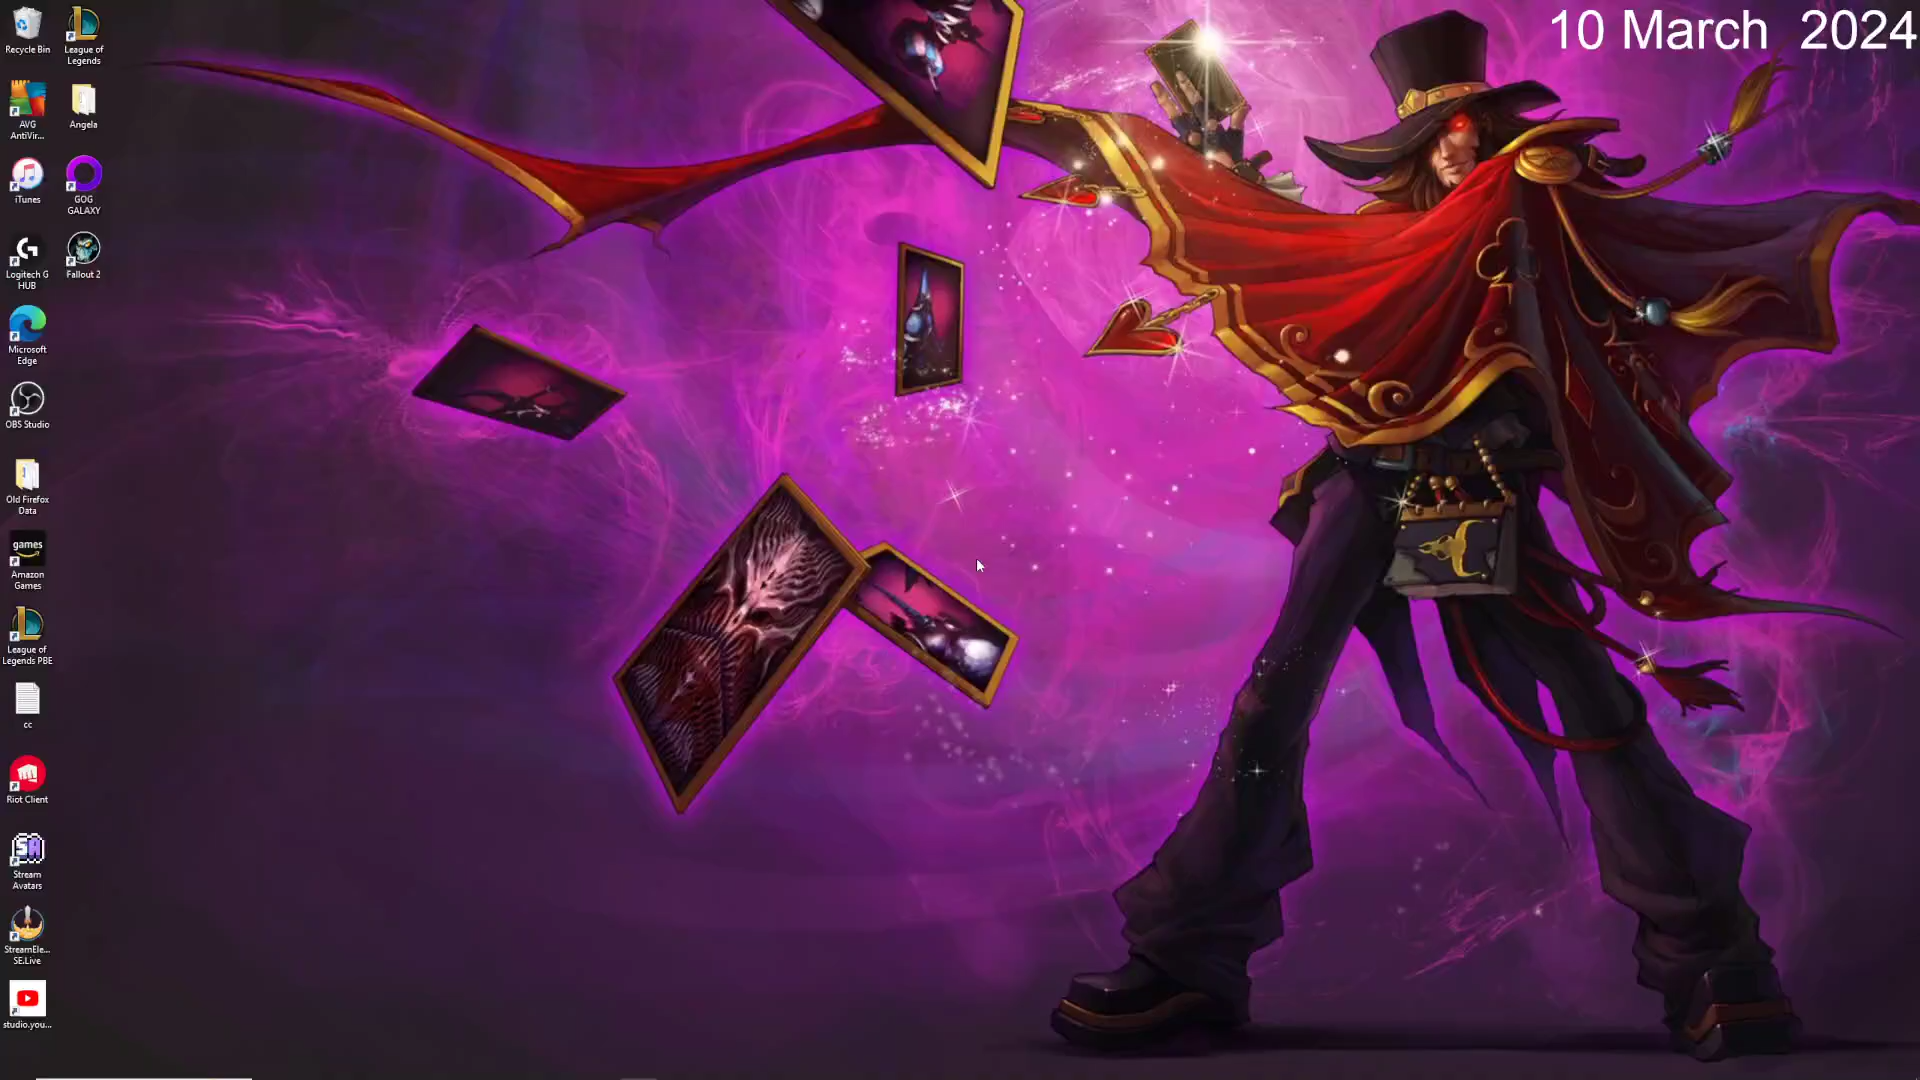 10 March 2024
Recycle Bin
League of
Legends
AVG
AntiVir...
Angela
iTunes
GOG
GALAXY
Logitech G
HUB
Fallout 2
Microsoft
Edge
OBS Studio
Old Firefox
Data
games
Amazon
Games
League of
Legends PBE
cc
Riot Client
SA
Stream
Avatars
StreamEle...
SE.Live
studio.you...